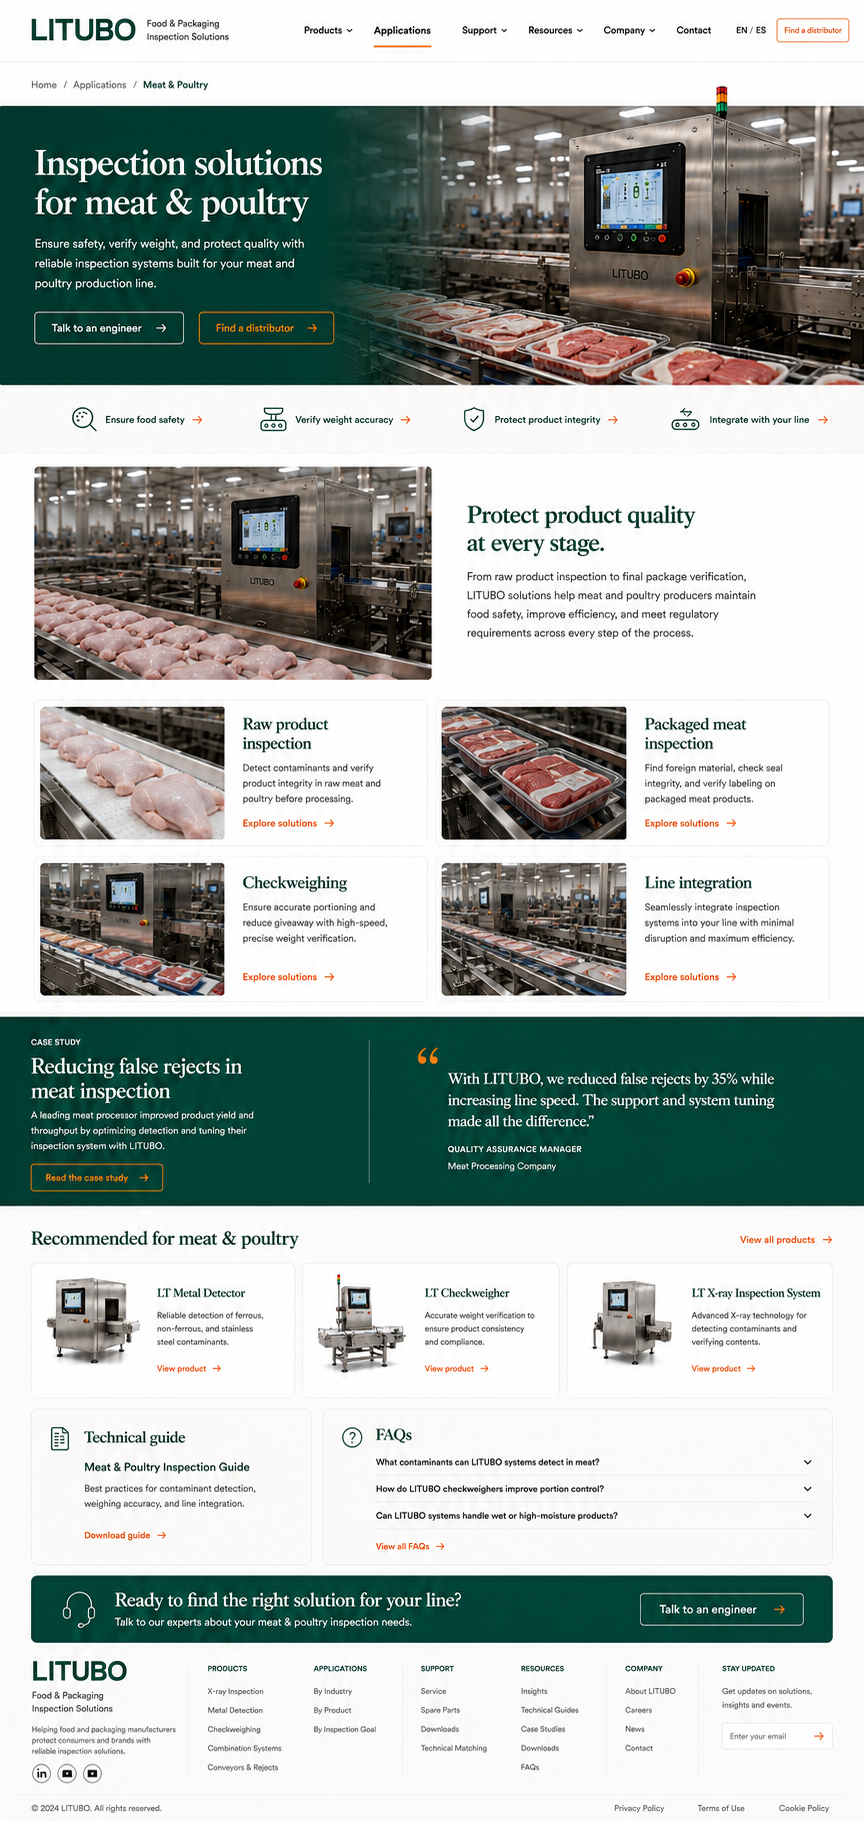 LITUBO
Food & Packaging
Inspection Solutions
Products
Applications
Support
Resources
Company
Contact
EN / ES
Find a distributor
Home / Applications / Meat & Poultry
Inspection solutions
for meat & poultry
Ensure safety, verify weight, and protect quality with
reliable inspection systems built for your meat and
poultry production line.
Talk to an engineer
Find a distributor
LITUBO
Ensure food safety
Verify weight accuracy
Protect product integrity
Integrate with your line
LITUBO
Protect product quality
at every stage.
From raw product inspection to final package verification,
LITUBO solutions help meat and poultry producers maintain
food safety, improve efficiency, and meet regulatory
requirements across every step of the process.
Raw product
inspection
Detect contaminants and verify
product integrity in raw meat and
poultry before processing.
Explore solutions
Packaged meat
inspection
Find foreign material, check seal
integrity, and verify labeling on
packaged meat products.
Explore solutions
LITUBO
Checkweighing
Ensure accurate portioning and
reduce giveaway with high-speed,
precise weight verification.
Explore solutions
Line integration
Seamlessly integrate inspection
systems into your line with minimal
disruption and maximum efficiency.
Explore solutions
CASE STUDY
Reducing false rejects in
meat inspection
A leading meat processor improved product yield and
throughput by optimizing detection and tuning their
inspection system with LITUBO.
Read the case study
“
With LITUBO, we reduced false rejects by 35% while
increasing line speed. The support and system tuning
made all the difference.”
QUALITY ASSURANCE MANAGER
Meat Processing Company
Recommended for meat & poultry
View all products
LT Metal Detector
Reliable detection of ferrous,
non-ferrous, and stainless
steel contaminants.
View product
LT Checkweigher
Accurate weight verification to
ensure product consistency
and compliance.
View product
LT X-ray Inspection System
Advanced X-ray technology for
detecting contaminants and
verifying contents.
View product
Technical guide
Meat & Poultry Inspection Guide
Best practices for contaminant detection,
weighing accuracy, and line integration.
Download guide
FAQs
What contaminants can LITUBO systems detect in meat?
How do LITUBO checkweighers improve portion control?
Can LITUBO systems handle wet or high-moisture products?
View all FAQs
Ready to find the right solution for your line?
Talk to our experts about your meat & poultry inspection needs.
Talk to an engineer
LITUBO
Food & Packaging
Inspection Solutions
Helping food and packaging manufacturers
protect consumers and brands with
reliable inspection solutions.
in
PRODUCTS
X-ray Inspection
Metal Detection
Checkweighing
Combination Systems
Conveyors & Rejects
APPLICATIONS
By Industry
By Product
By Inspection Goal
SUPPORT
Service
Spare Parts
Downloads
Technical Matching
RESOURCES
Insights
Technical Guides
Case Studies
Downloads
FAQs
COMPANY
About LITUBO
Careers
News
Contact
STAY UPDATED
Get updates on solutions,
insights and events.
Enter your email
© 2024 LITUBO. All rights reserved.
Privacy Policy
Terms of Use
Cookie Policy